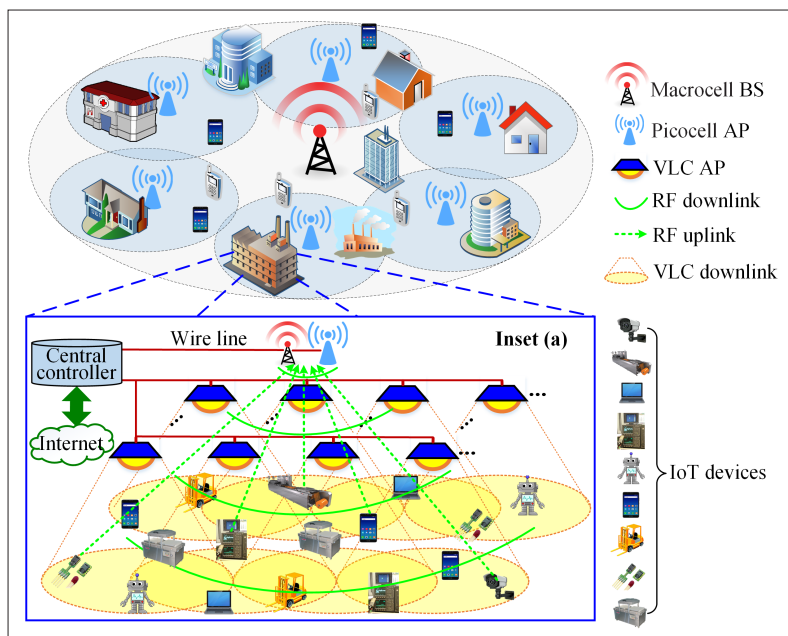 Macrocell BS
Picocell AP
VLC AP
RF downlink
RF uplink
VLC downlink
Wire line
Inset (a)
Central
controller
Internet
IoT devices